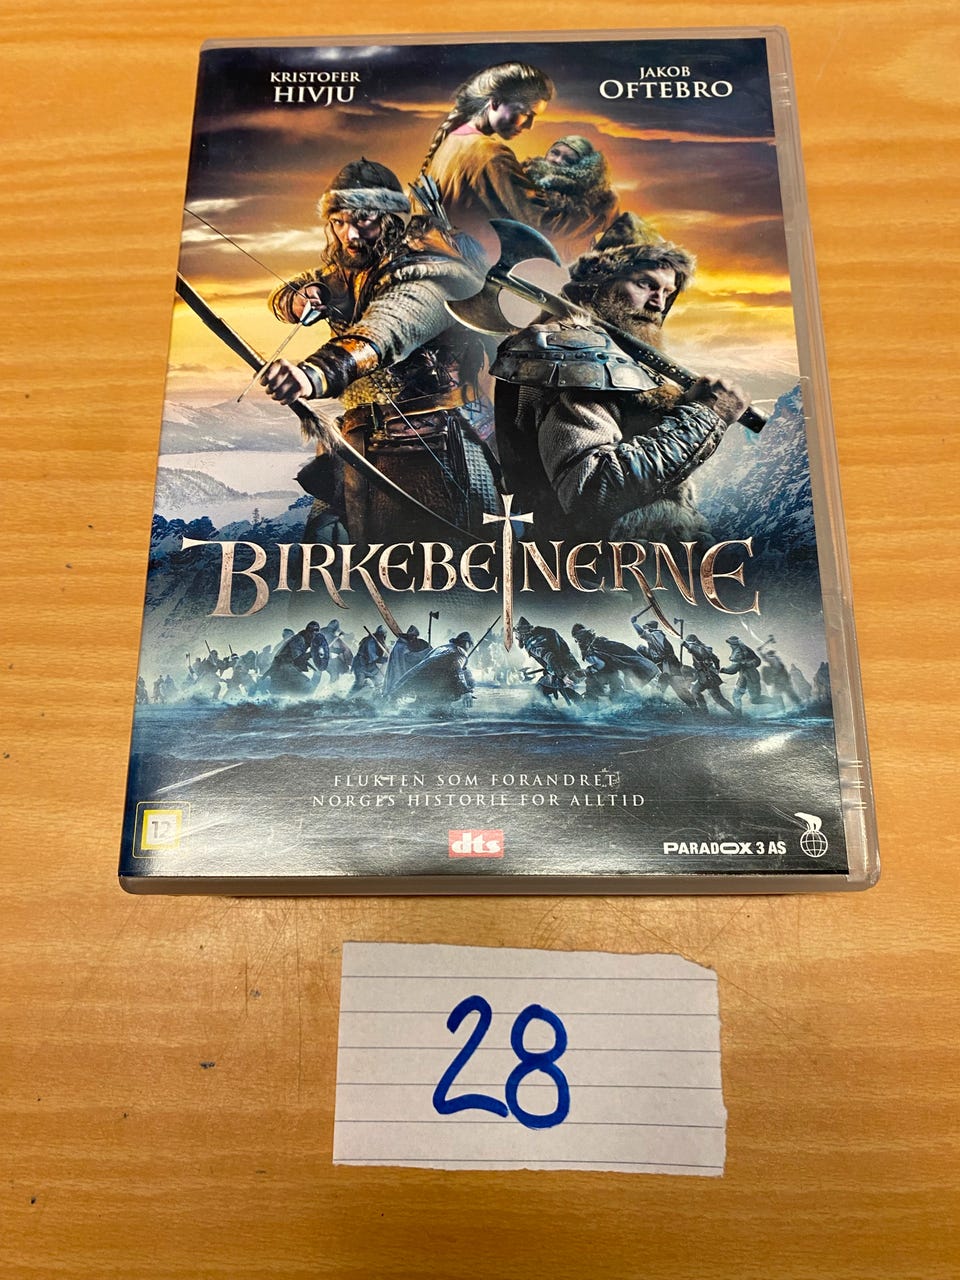 KRISTOFER
HIVJU
JAKOB
OFTEBRO
BIRKEBEINERNE
FLUKTEN SOM FORANDRET
NORGES HISTORIE FOR ALLTID
12
dts
PARADOX 3 AS
28